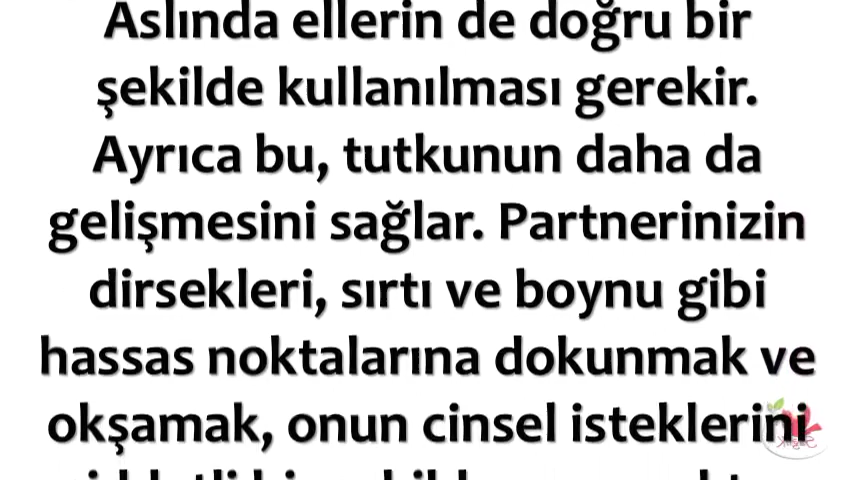 Aslında ellerin de doğru bir
şekilde kullanılması gerekir.
Ayrıca bu, tutkunun daha da
gelişmesini sağlar. Partnerinizin
dirsekleri, sırtı ve boynu gibi
hassas noktalarına dokunmak ve
okşamak, onun cinsel isteklerini